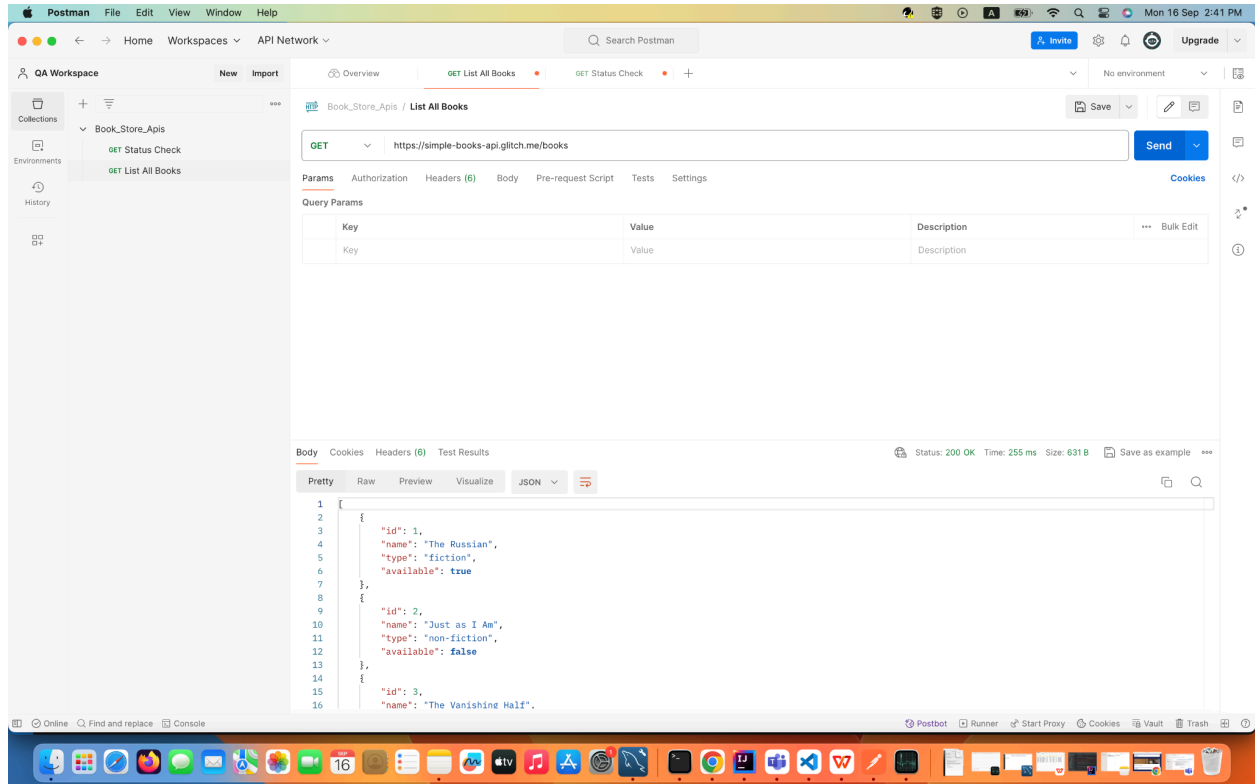 Postman File Edit View Window Help A Mon 16 Sep 2:41 PM
Home Workspaces API Network Search Postman Invite Upgrade
QA Workspace New Import Overview GET List All Books GET Status Check No environment
Collections
Environments
History
Book_Store_Apis
GET Status Check
GET List All Books
HTTP Book_Store_Apis / List All Books Save
GET https://simple-books-api.glitch.me/books Send
Params Authorization Headers (6) Body Pre-request Script Tests Settings Cookies
Query Params
Key Value Description Bulk Edit
Key Value Description
Body Cookies Headers (6) Test Results Status: 200 OK Time: 255 ms Size: 631 B Save as example
Pretty Raw Preview Visualize JSON
1 [
2 {
3 "id": 1,
4 "name": "The Russian",
5 "type": "fiction",
6 "available": true
7 },
8 {
9 "id": 2,
10 "name": "Just as I Am",
11 "type": "non-fiction",
12 "available": false
13 },
14 {
15 "id": 3,
16 "name": "The Vanishing Half",
Online Find and replace Console Postbot Runner Start Proxy Cookies Vault Trash
SEP
16
tv